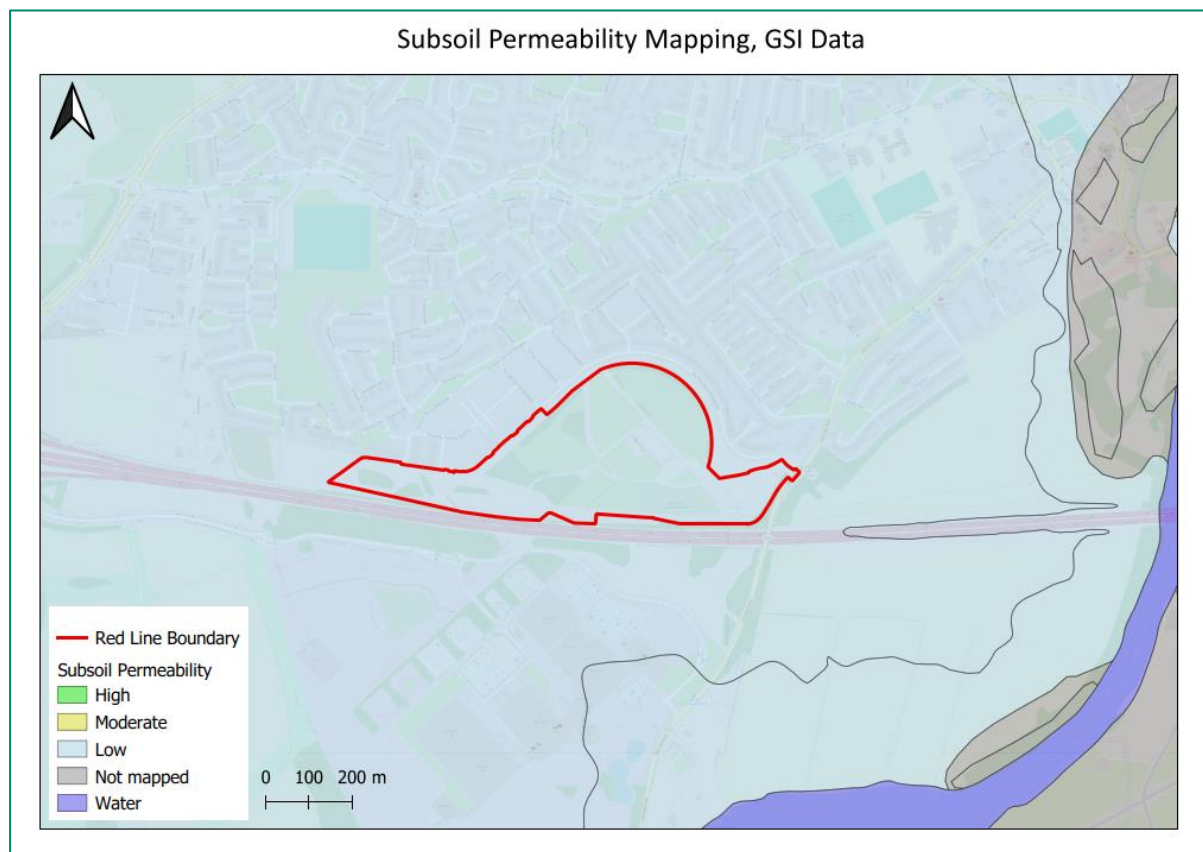 Subsoil Permeability Mapping, GSI Data
Red Line Boundary
Subsoil Permeability
High
Moderate
Low
Not mapped
Water
0 100 200 m